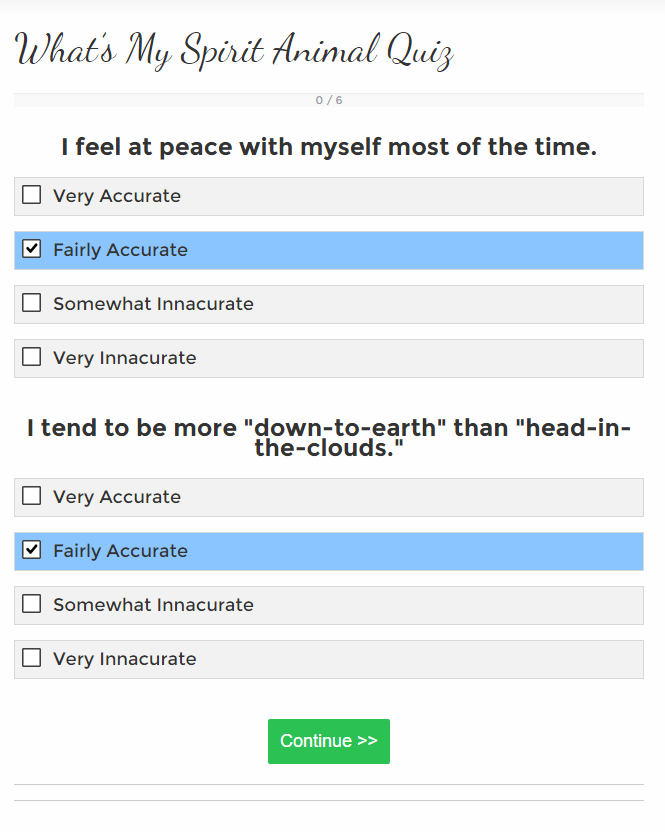 What's My Spirit Animal Quiz
0 / 6
I feel at peace with myself most of the time.
Very Accurate
Fairly Accurate
Somewhat Innacurate
Very Innacurate
I tend to be more "down-to-earth" than "head-in-
the-clouds."
Very Accurate
Fairly Accurate
Somewhat Innacurate
Very Innacurate
Continue >>